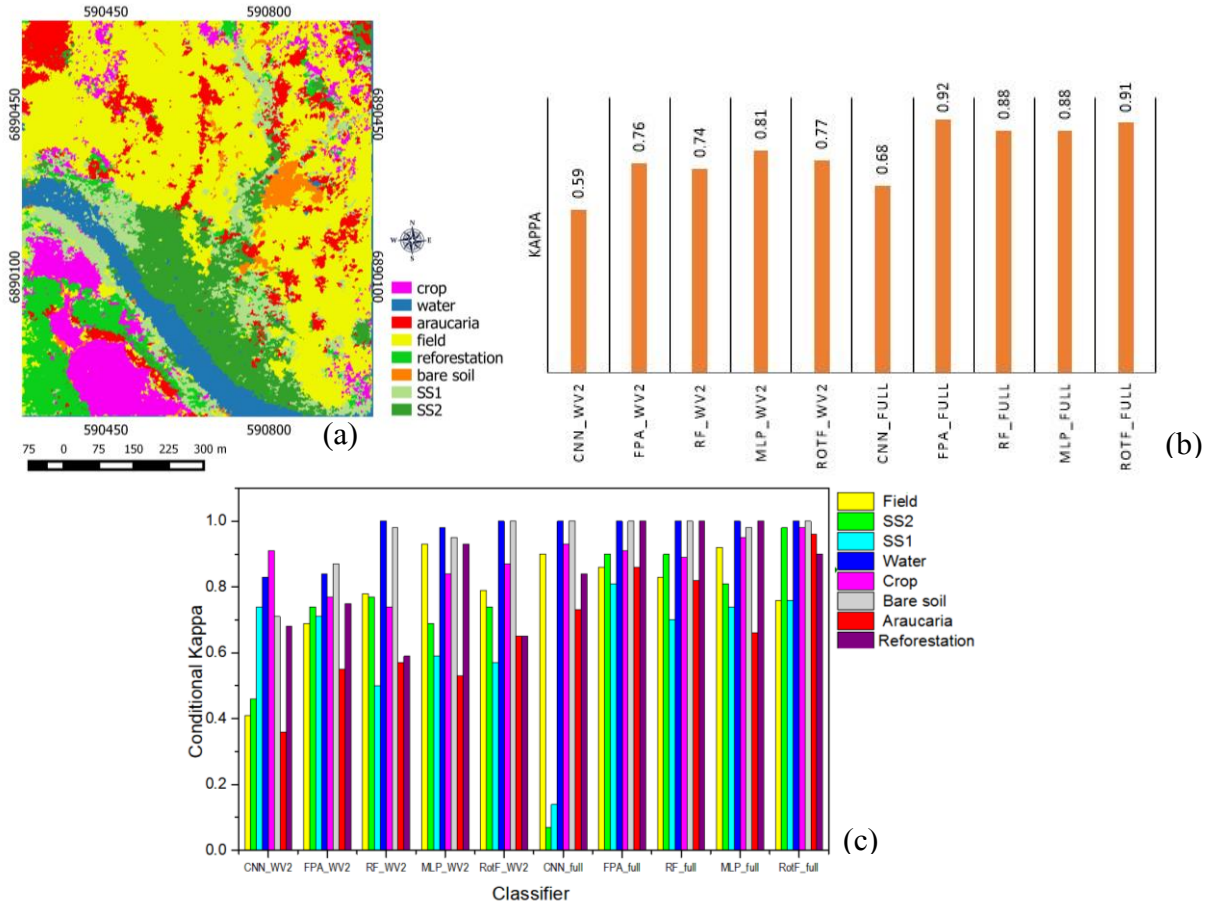 590450 590800
6890450
6890450
6890100
6890100
N
W E
S
crop
water
araucaria
field
reforestation
bare soil
SS1
SS2
590450 590800
(a)
75 0 75 150 225 300 m
KAPPA
0.59
0.76
0.74
0.81
0.77
0.68
0.92
0.88
0.88
0.91
CNN_WV2
FPA_WV2
RF_WV2
MLP_WV2
ROTF_WV2
CNN_FULL
FPA_FULL
RF_FULL
MLP_FULL
ROTF_FULL
(b)
Conditional Kappa
1.0
0.8
0.6
0.4
0.2
0.0
CNN_WV2 FPA_WV2 RF_WV2 MLP_WV2 RotF_WV2 CNN_full FPA_full RF_full MLP_full RotF_full
Classifier
Field
SS2
SS1
Water
Crop
Bare soil
Araucaria
Reforestation
(c)